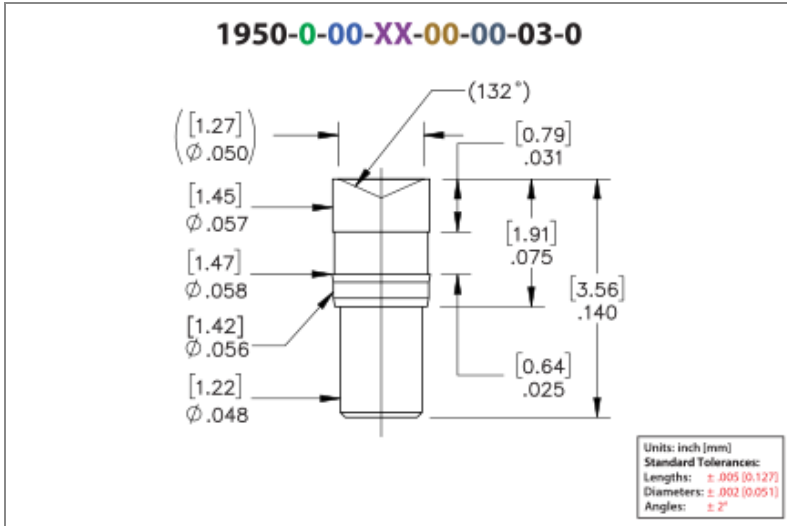 1950-0-00-XX-00-00-03-0
(132°)
([1.27]
Ø.050)
[0.79]
.031
[1.45]
Ø.057
[1.91]
.075
[1.47]
Ø.058
[3.56]
.140
[1.42]
Ø.056
[0.64]
.025
[1.22]
Ø.048
Units: inch [mm]
Standard Tolerances:
Lengths: ± .005 [0.127]
Diameters: ± .002 [0.051]
Angles: ± 2°